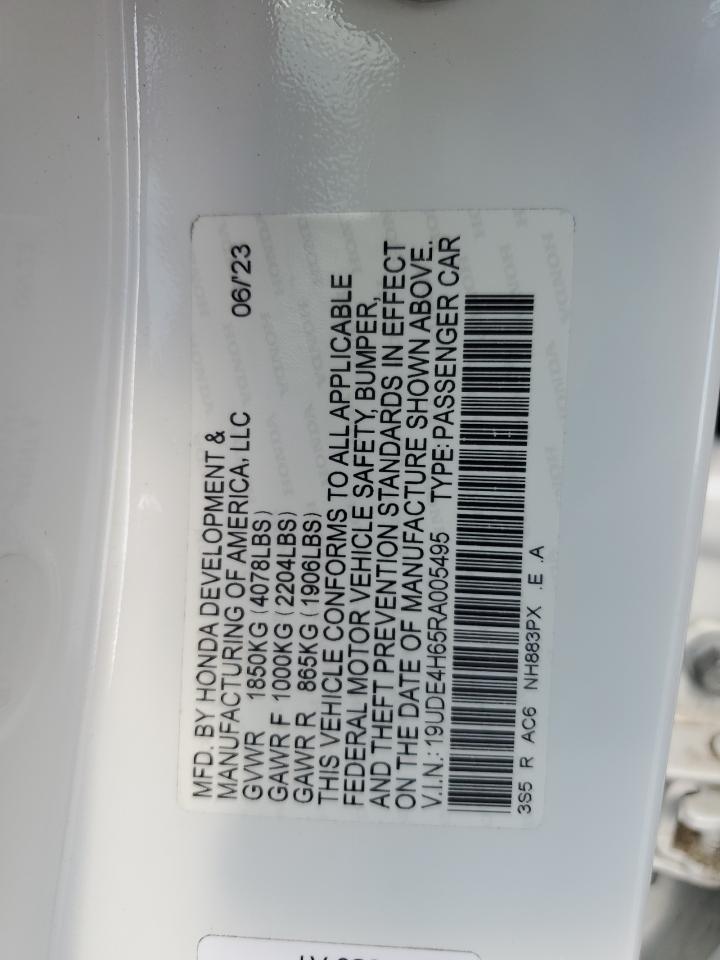 MFD. BY HONDA DEVELOPMENT &
MANUFACTURING OF AMERICA, LLC 06/'23
GVWR 1850KG (4078LBS)
GAWR F 1000KG (2204LBS)
GAWR R 865KG (1906LBS)
THIS VEHICLE CONFORMS TO ALL APPLICABLE
FEDERAL MOTOR VEHICLE SAFETY, BUMPER,
AND THEFT PREVENTION STANDARDS IN EFFECT
ON THE DATE OF MANUFACTURE SHOWN ABOVE.
V.I.N.: 19UDE4H65RA005495 TYPE: PASSENGER CAR
3S5 R AC6 NH883PX .E .A